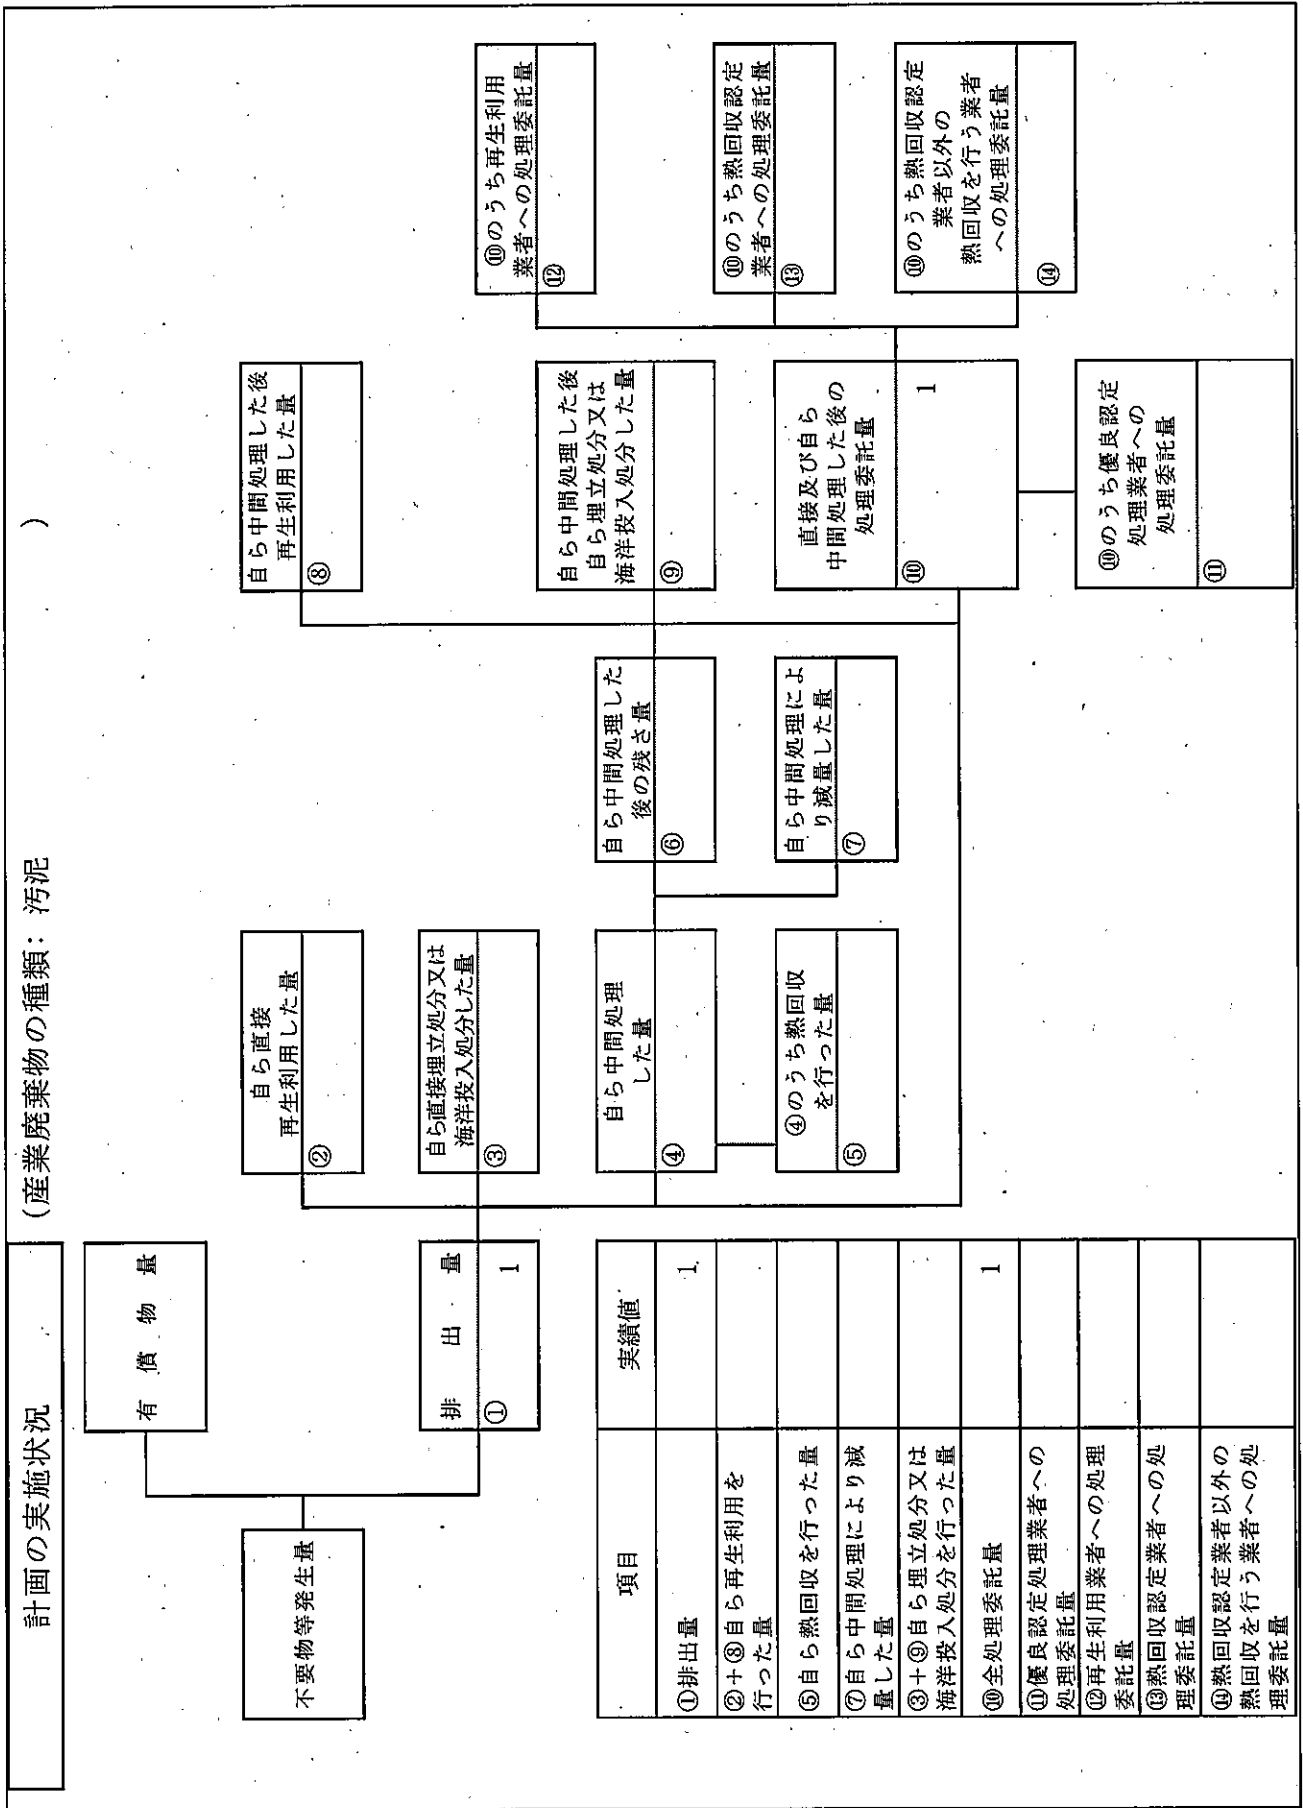 計画の実施状況
(産業廃棄物の種類： 汚泥 )
不要物等発生量
有償物量
排出量
① 1
自ら直接
再生利用した量
②
自ら直接埋立処分又は
海洋投入処分した量
③
自ら中間処理
した量
④
④のうち熱回収
を行った量
⑤
自ら中間処理した
後の残さ量
⑥
自ら中間処理によ
り減量した量
⑦
自ら中間処理した後
再生利用した量
⑧
自ら中間処理した後
自ら埋立処分又は
海洋投入処分した量
⑨
直接及び自ら
中間処理した後の
処理委託量
⑩ 1
⑩のうち優良認定
処理業者への
処理委託量
⑪
⑩のうち再生利用
業者への処理委託量
⑫
⑩のうち熱回収認定
業者への処理委託量
⑬
⑩のうち熱回収認定
業者以外の
熱回収を行う業者
への処理委託量
⑭
項目 実績値
①排出量 1
②+⑧自ら再生利用を
行った量
⑤自ら熱回収を行った量
⑦自ら中間処理により減
量した量
③+⑨自ら埋立処分又は
海洋投入処分を行った量
⑩全処理委託量 1
⑪優良認定処理業者への
処理委託量
⑫再生利用業者への処理
委託量
⑬熱回収認定業者への処
理委託量
⑭熱回収認定業者以外の
熱回収を行う業者への処
理委託量